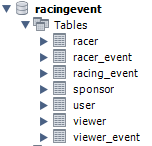 racingevent
Tables
racer
racer_event
racing_event
sponsor
user
viewer
viewer_event